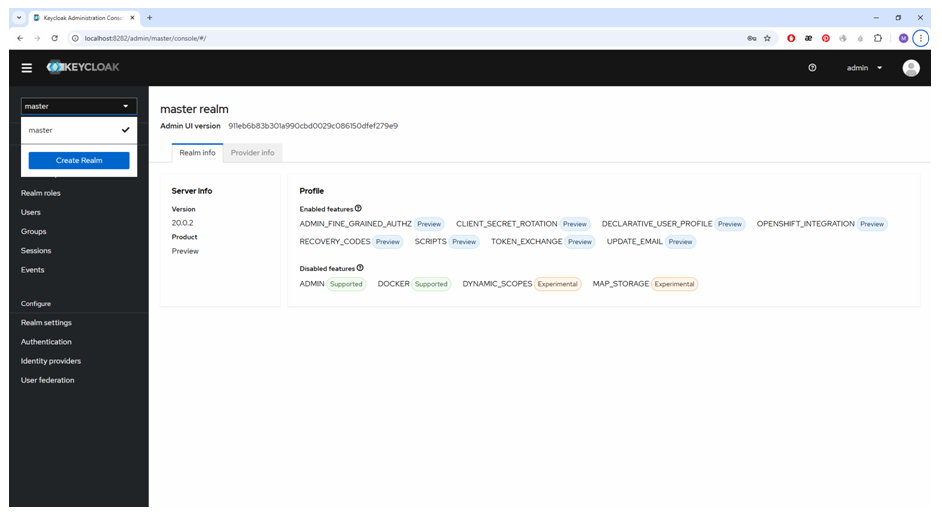 Keycloak Administration Conso
localhost:8282/admin/master/console/#/
KEYCLOAK
admin
master
master
Create Realm
Realm roles
Users
Groups
Sessions
Events
Configure
Realm settings
Authentication
Identity providers
User federation
master realm
Admin UI version 911eb6b83b301a990cbd0029c086150dfef279e9
Realm info Provider info
Server info
Version
20.0.2
Product
Preview
Profile
Enabled features
ADMIN_FINE_GRAINED_AUTHZ Preview CLIENT_SECRET_ROTATION Preview DECLARATIVE_USER_PROFILE Preview OPENSHIFT_INTEGRATION Preview
RECOVERY_CODES Preview SCRIPTS Preview TOKEN_EXCHANGE Preview UPDATE_EMAIL Preview
Disabled features
ADMIN Supported DOCKER Supported DYNAMIC_SCOPES Experimental MAP_STORAGE Experimental